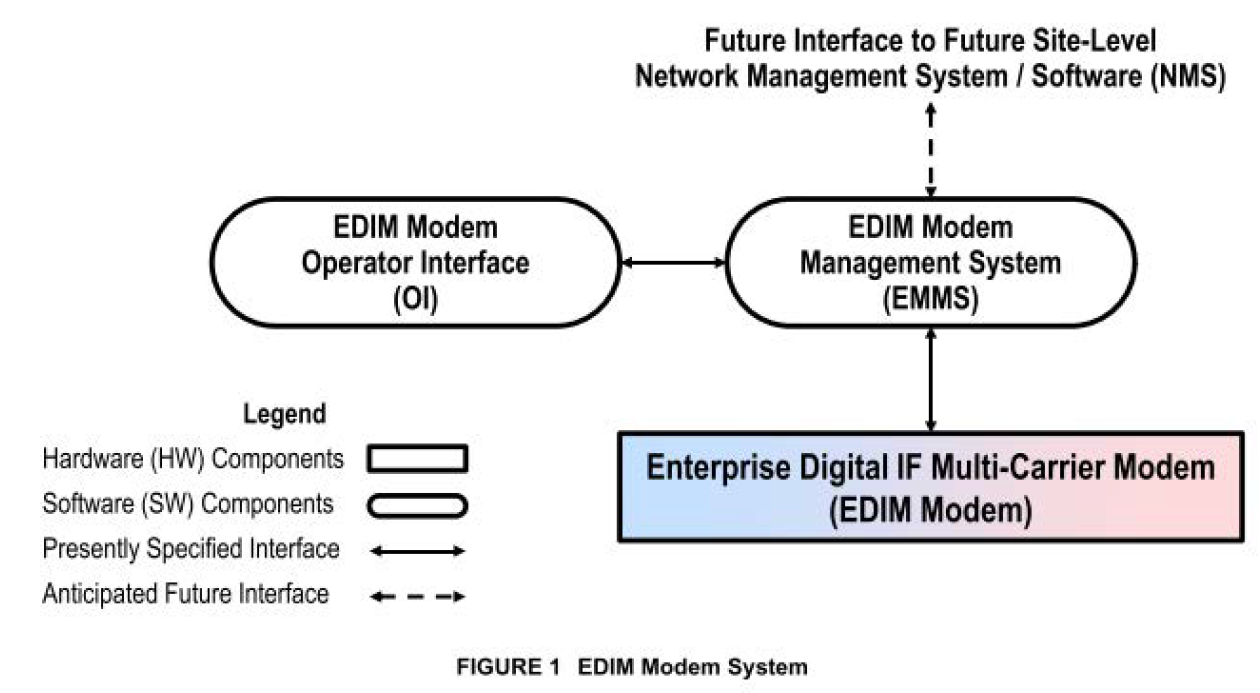 Future Interface to Future Site-Level
Network Management System / Software (NMS)
EDIM Modem
Operator Interface
(OI)
EDIM Modem
Management System
(EMMS)
Legend
Hardware (HW) Components
Software (SW) Components
Presently Specified Interface
Anticipated Future Interface
Enterprise Digital IF Multi-Carrier Modem
(EDIM Modem)
FIGURE 1 EDIM Modem System